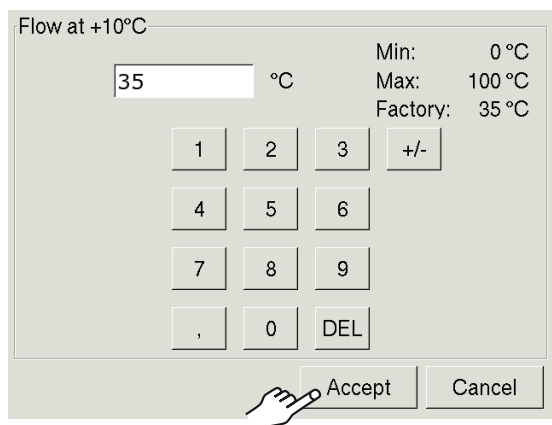 Flow at +10°C
35 °C
Min: 0 °C
Max: 100 °C
Factory: 35 °C
1 2 3 +/-
4 5 6
7 8 9
, 0 DEL
Accept Cancel